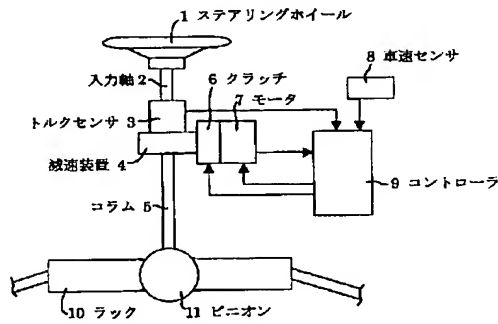 1 ステアリングホイール
入力軸 2
6 クラッチ
7 モータ
8 車速センサ
トルクセンサ 3
減速装置 4
9 コントローラ
コラム 5
10 ラック
11 ピニオン